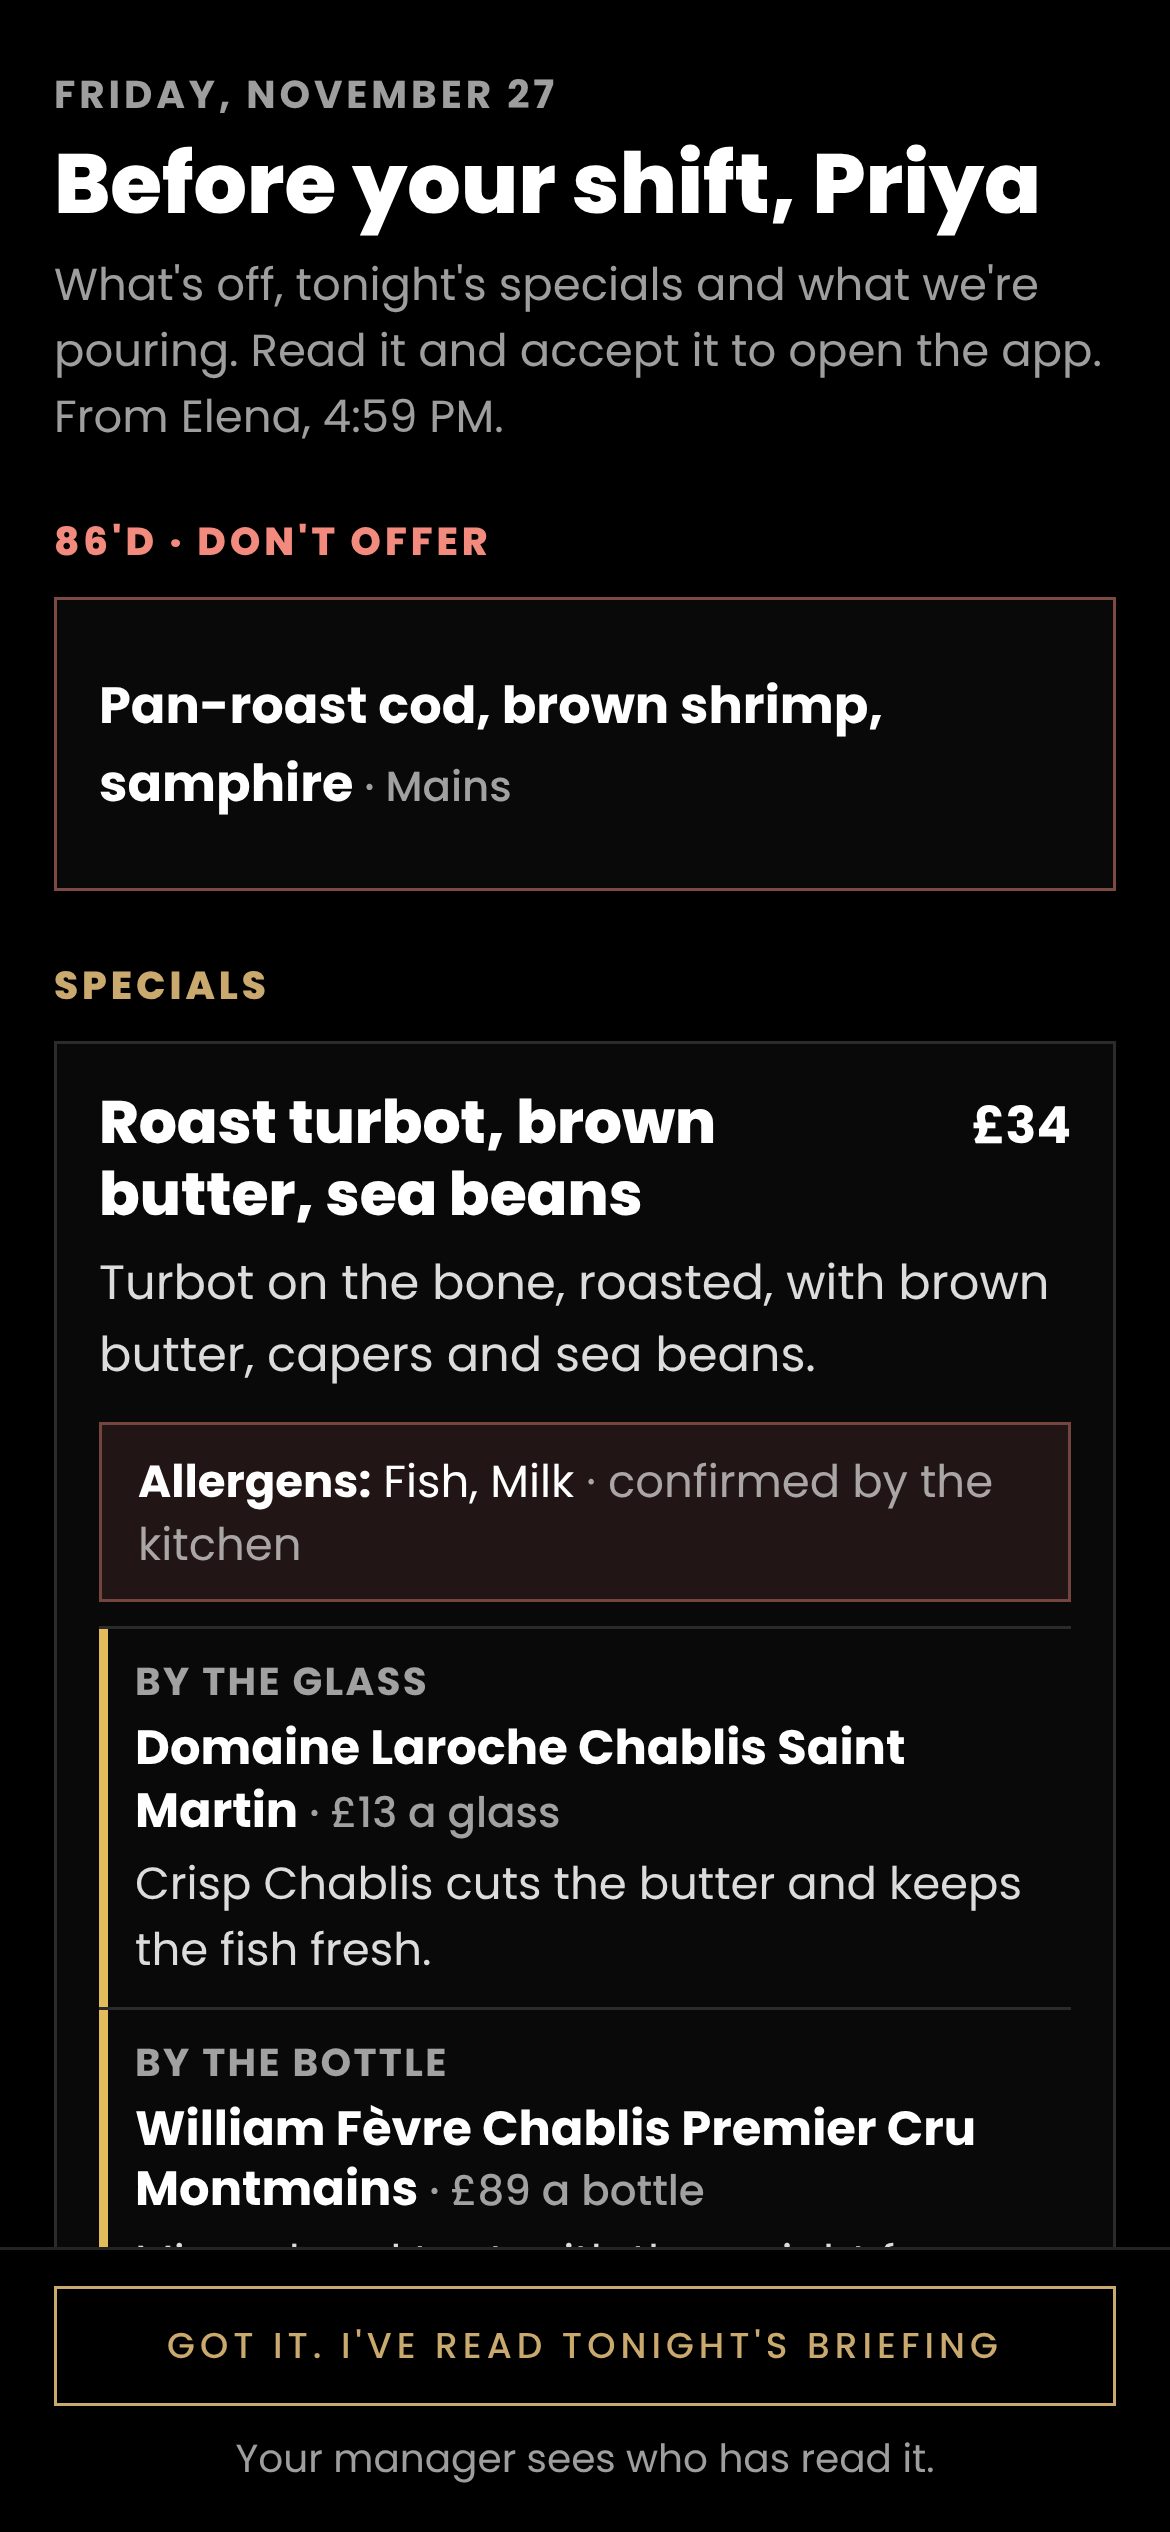 FRIDAY, NOVEMBER 27
Before your shift, Priya
What's off, tonight's specials and what we're
pouring. Read it and accept it to open the app.
From Elena, 4:59 PM.
86'D · DON'T OFFER
Pan-roast cod, brown shrimp,
samphire · Mains
SPECIALS
Roast turbot, brown £34
butter, sea beans
Turbot on the bone, roasted, with brown
butter, capers and sea beans.
Allergens: Fish, Milk · confirmed by the
kitchen
BY THE GLASS
Domaine Laroche Chablis Saint
Martin · £13 a glass
Crisp Chablis cuts the butter and keeps
the fish fresh.
BY THE BOTTLE
William Fèvre Chablis Premier Cru
Montmains · £89 a bottle
GOT IT. I'VE READ TONIGHT'S BRIEFING
Your manager sees who has read it.